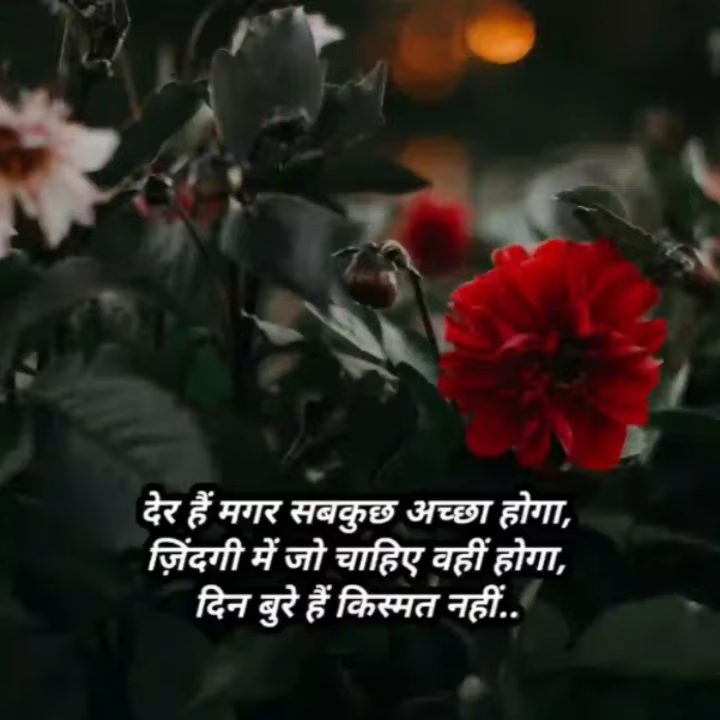 देर हैं मगर सबकुछ अच्छा होगा,
ज़िंदगी में जो चाहिए वहीं होगा,
दिन बुरे हैं किस्मत नहीं..